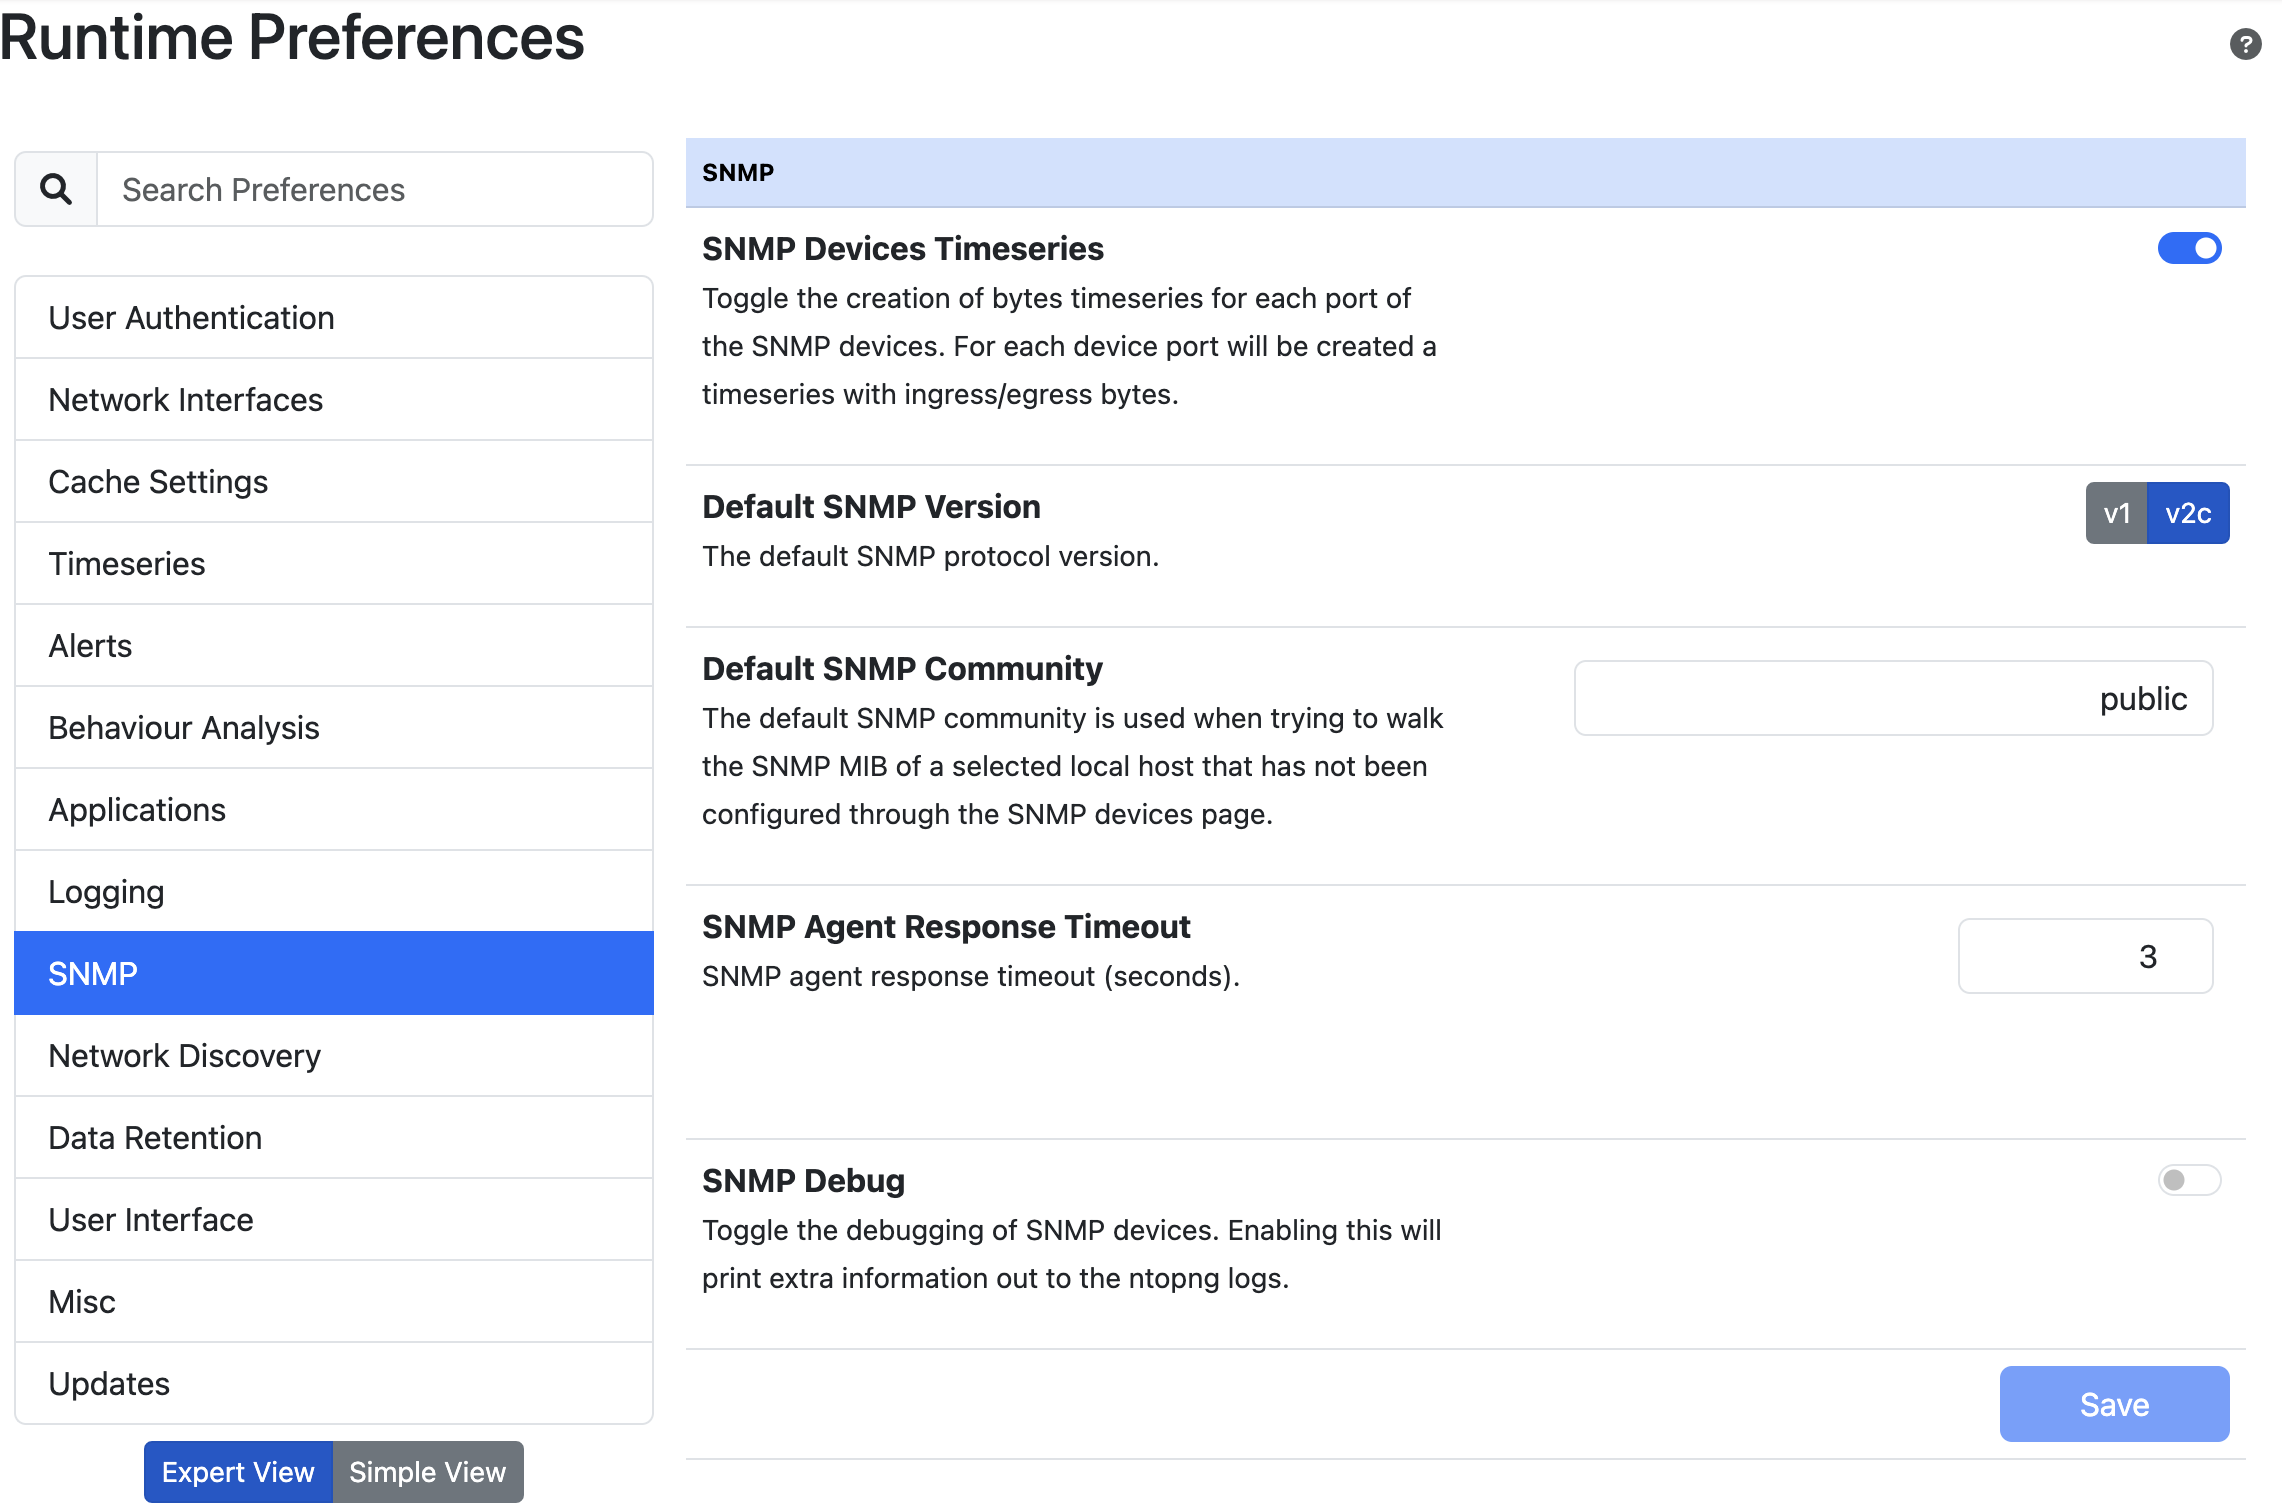 Runtime Preferences
?
Search Preferences
User Authentication
Network Interfaces
Cache Settings
Timeseries
Alerts
Behaviour Analysis
Applications
Logging
SNMP
Network Discovery
Data Retention
User Interface
Misc
Updates
Expert View
Simple View
SNMP
SNMP Devices Timeseries
Toggle the creation of bytes timeseries for each port of
the SNMP devices. For each device port will be created a
timeseries with ingress/egress bytes.
Default SNMP Version
v1
v2c
The default SNMP protocol version.
Default SNMP Community
public
The default SNMP community is used when trying to walk
the SNMP MIB of a selected local host that has not been
configured through the SNMP devices page.
SNMP Agent Response Timeout
3
SNMP agent response timeout (seconds).
SNMP Debug
Toggle the debugging of SNMP devices. Enabling this will
print extra information out to the ntopng logs.
Save